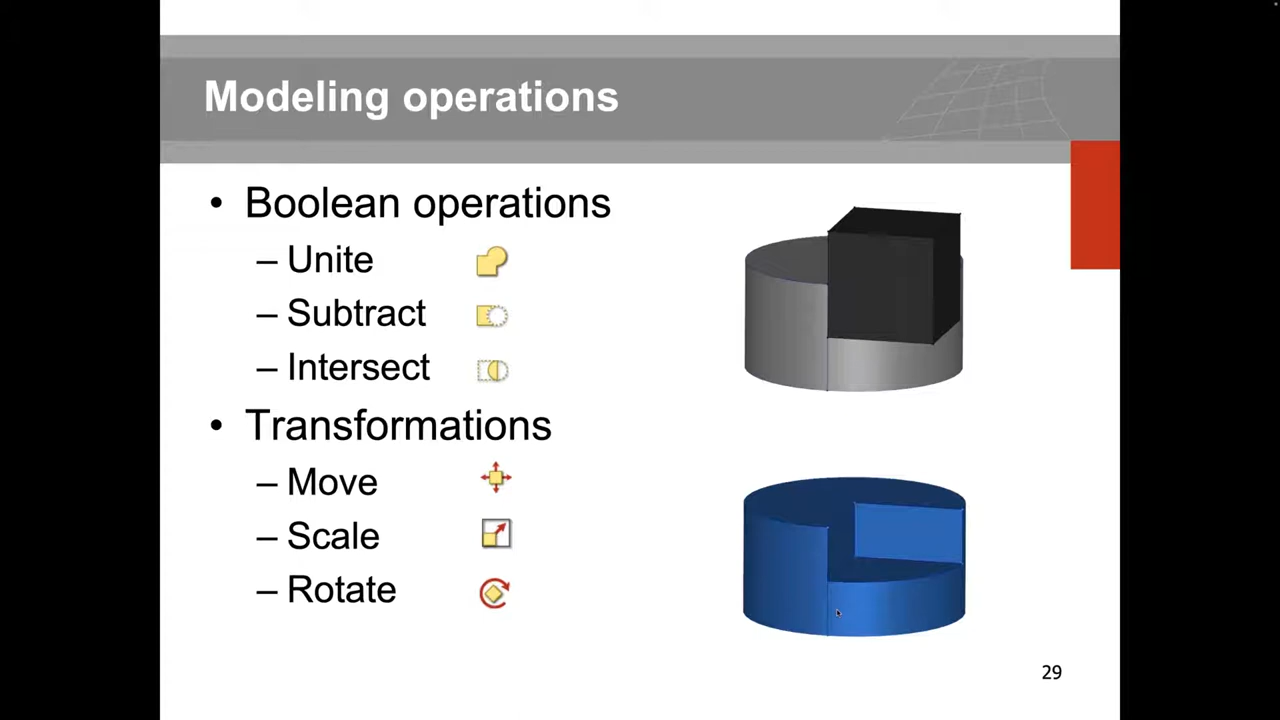 Modeling operations
• Boolean operations
– Unite
– Subtract
– Intersect
• Transformations
– Move
– Scale
– Rotate
29